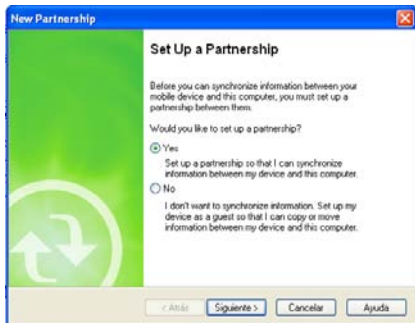 New Partnership
Set Up a Partnership
Before you can synchronize information between your
mobile device and this computer, you must set up a
partnership between them.
Would you like to set up a partnership?
Yes
Set up a partnership so that I can synchronize
information between my device and this computer.
No
I don't want to synchronize information. Set up my
device as a guest so that I can copy or move
information between my device and this computer.
< Atrás Siguiente > Cancelar Ayuda